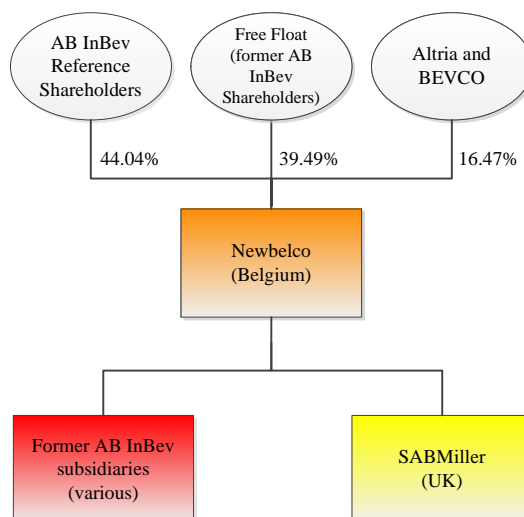 AB InBev
Reference
Shareholders
Free Float
(former AB
InBev
Shareholders)
Altria and
BEVCO
44.04%
39.49%
16.47%
Newbelco
(Belgium)
Former AB InBev
subsidiaries
(various)
SABMiller
(UK)